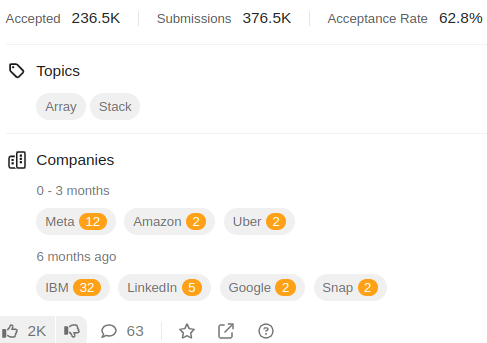 Accepted 236.5K Submissions 376.5K Acceptance Rate 62.8%
Topics
Array Stack
Companies
0 - 3 months
Meta 12 Amazon 2 Uber 2
6 months ago
IBM 32 LinkedIn 5 Google 2 Snap 2
2K 63